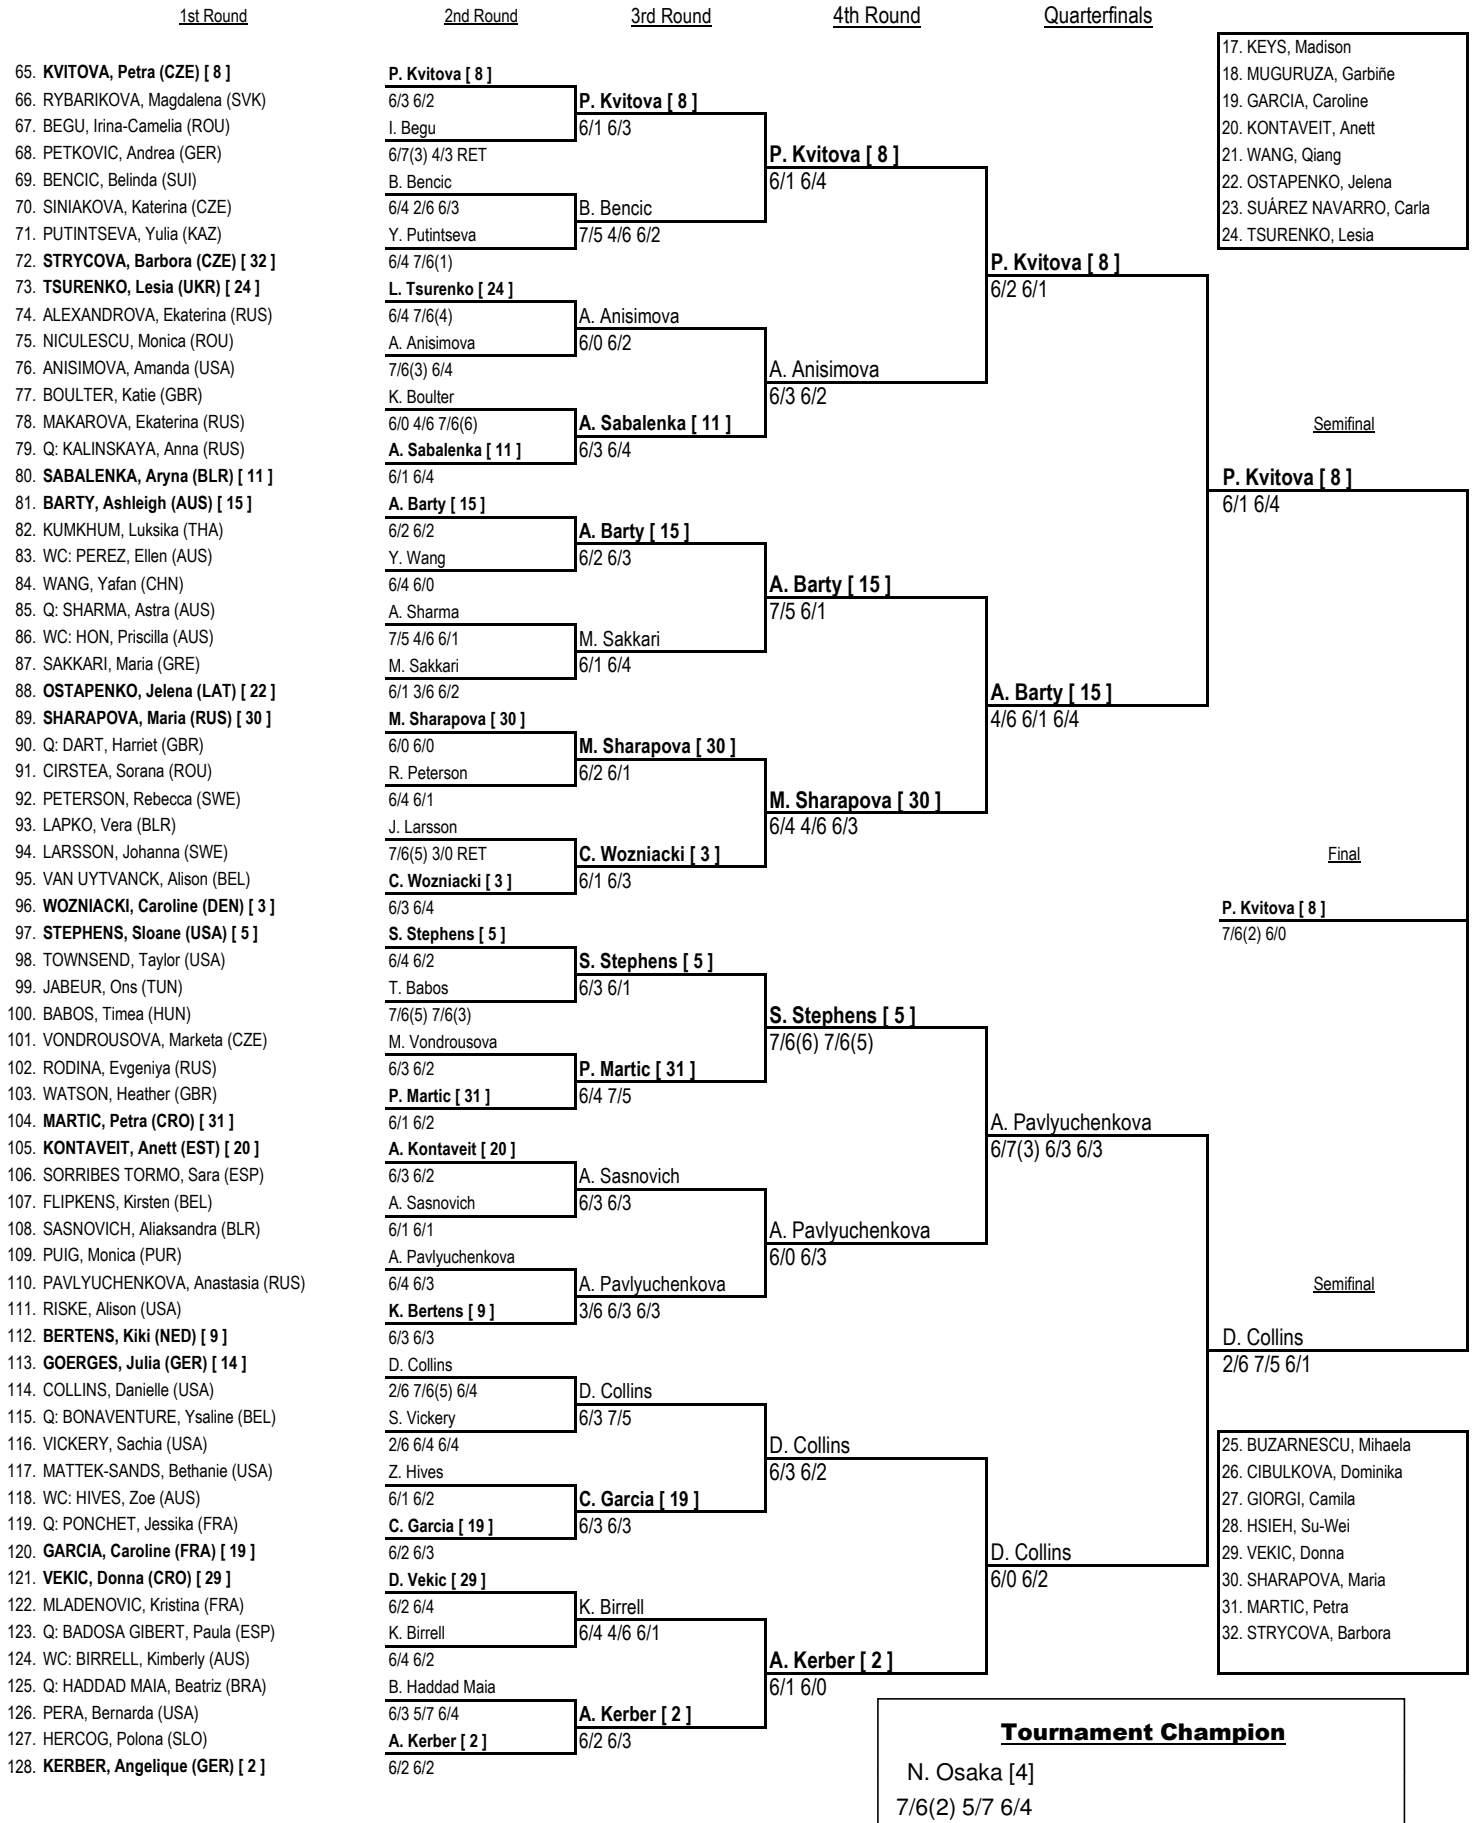 1st Round
2nd Round
3rd Round
4th Round
Quarterfinals
65. KVITOVA, Petra (CZE) [ 8 ]
66. RYBARIKOVA, Magdalena (SVK)
67. BEGU, Irina-Camelia (ROU)
68. PETKOVIC, Andrea (GER)
69. BENCIC, Belinda (SUI)
70. SINIAKOVA, Katerina (CZE)
71. PUTINTSEVA, Yulia (KAZ)
72. STRYCOVA, Barbora (CZE) [ 32 ]
73. TSURENKO, Lesia (UKR) [ 24 ]
74. ALEXANDROVA, Ekaterina (RUS)
75. NICULESCU, Monica (ROU)
76. ANISIMOVA, Amanda (USA)
77. BOULTER, Katie (GBR)
78. MAKAROVA, Ekaterina (RUS)
79. Q: KALINSKAYA, Anna (RUS)
80. SABALENKA, Aryna (BLR) [ 11 ]
81. BARTY, Ashleigh (AUS) [ 15 ]
82. KUMKHUM, Luksika (THA)
83. WC: PEREZ, Ellen (AUS)
84. WANG, Yafan (CHN)
85. Q: SHARMA, Astra (AUS)
86. WC: HON, Priscilla (AUS)
87. SAKKARI, Maria (GRE)
88. OSTAPENKO, Jelena (LAT) [ 22 ]
89. SHARAPOVA, Maria (RUS) [ 30 ]
90. Q: DART, Harriet (GBR)
91. CIRSTEA, Sorana (ROU)
92. PETERSON, Rebecca (SWE)
93. LAPKO, Vera (BLR)
94. LARSSON, Johanna (SWE)
95. VAN UYTVANCK, Alison (BEL)
96. WOZNIACKI, Caroline (DEN) [ 3 ]
97. STEPHENS, Sloane (USA) [ 5 ]
98. TOWNSEND, Taylor (USA)
99. JABEUR, Ons (TUN)
100. BABOS, Timea (HUN)
101. VONDROUSOVA, Marketa (CZE)
102. RODINA, Evgeniya (RUS)
103. WATSON, Heather (GBR)
104. MARTIC, Petra (CRO) [ 31 ]
105. KONTAVEIT, Anett (EST) [ 20 ]
106. SORRIBES TORMO, Sara (ESP)
107. FLIPKENS, Kirsten (BEL)
108. SASNOVICH, Aliaksandra (BLR)
109. PUIG, Monica (PUR)
110. PAVLYUCHENKOVA, Anastasia (RUS)
111. RISKE, Alison (USA)
112. BERTENS, Kiki (NED) [ 9 ]
113. GOERGES, Julia (GER) [ 14 ]
114. COLLINS, Danielle (USA)
115. Q: BONAVENTURE, Ysaline (BEL)
116. VICKERY, Sachia (USA)
117. MATTEK-SANDS, Bethanie (USA)
118. WC: HIVES, Zoe (AUS)
119. Q: PONCHET, Jessika (FRA)
120. GARCIA, Caroline (FRA) [ 19 ]
121. VEKIC, Donna (CRO) [ 29 ]
122. MLADENOVIC, Kristina (FRA)
123. Q: BADOSA GIBERT, Paula (ESP)
124. WC: BIRRELL, Kimberly (AUS)
125. Q: HADDAD MAIA, Beatriz (BRA)
126. PERA, Bernarda (USA)
127. HERCOG, Polona (SLO)
128. KERBER, Angelique (GER) [ 2 ]
P. Kvitova [ 8 ]
6/3 6/2
I. Begu
6/7(3) 4/3 RET
B. Bencic
6/4 2/6 6/3
Y. Putintseva
6/4 7/6(1)
L. Tsurenko [ 24 ]
6/4 7/6(4)
A. Anisimova
7/6(3) 6/4
K. Boulter
6/0 4/6 7/6(6)
A. Sabalenka [ 11 ]
6/1 6/4
A. Barty [ 15 ]
6/2 6/2
Y. Wang
6/4 6/0
A. Sharma
7/5 4/6 6/1
M. Sakkari
6/1 3/6 6/2
M. Sharapova [ 30 ]
6/0 6/0
R. Peterson
6/4 6/1
J. Larsson
7/6(5) 3/0 RET
C. Wozniacki [ 3 ]
6/3 6/4
S. Stephens [ 5 ]
6/4 6/2
T. Babos
7/6(5) 7/6(3)
M. Vondrousova
6/3 6/2
P. Martic [ 31 ]
6/1 6/2
A. Kontaveit [ 20 ]
6/3 6/2
A. Sasnovich
6/1 6/1
A. Pavlyuchenkova
6/4 6/3
K. Bertens [ 9 ]
6/3 6/3
D. Collins
2/6 7/6(5) 6/4
S. Vickery
2/6 6/4 6/4
Z. Hives
6/1 6/2
C. Garcia [ 19 ]
6/2 6/3
D. Vekic [ 29 ]
6/2 6/4
K. Birrell
6/4 6/2
B. Haddad Maia
6/3 5/7 6/4
A. Kerber [ 2 ]
6/2 6/2
P. Kvitova [ 8 ]
6/1 6/3
B. Bencic
7/5 4/6 6/2
A. Anisimova
6/0 6/2
A. Sabalenka [ 11 ]
6/3 6/4
A. Barty [ 15 ]
6/2 6/3
M. Sakkari
6/1 6/4
M. Sharapova [ 30 ]
6/2 6/1
C. Wozniacki [ 3 ]
6/1 6/3
S. Stephens [ 5 ]
6/3 6/1
P. Martic [ 31 ]
6/4 7/5
A. Sasnovich
6/3 6/3
A. Pavlyuchenkova
3/6 6/3 6/3
D. Collins
6/3 7/5
C. Garcia [ 19 ]
6/3 6/3
K. Birrell
6/4 4/6 6/1
A. Kerber [ 2 ]
6/2 6/3
P. Kvitova [ 8 ]
6/1 6/4
A. Anisimova
6/3 6/2
A. Barty [ 15 ]
7/5 6/1
M. Sharapova [ 30 ]
6/4 4/6 6/3
S. Stephens [ 5 ]
7/6(6) 7/6(5)
A. Pavlyuchenkova
6/0 6/3
D. Collins
6/3 6/2
A. Kerber [ 2 ]
6/1 6/0
P. Kvitova [ 8 ]
6/2 6/1
A. Barty [ 15 ]
4/6 6/1 6/4
A. Pavlyuchenkova
6/7(3) 6/3 6/3
D. Collins
6/0 6/2
17. KEYS, Madison
18. MUGURUZA, Garbiñe
19. GARCIA, Caroline
20. KONTAVEIT, Anett
21. WANG, Qiang
22. OSTAPENKO, Jelena
23. SUÁREZ NAVARRO, Carla
24. TSURENKO, Lesia
Semifinal
P. Kvitova [ 8 ]
6/1 6/4
Final
P. Kvitova [ 8 ]
7/6(2) 6/0
Semifinal
D. Collins
2/6 7/5 6/1
25. BUZARNESCU, Mihaela
26. CIBULKOVA, Dominika
27. GIORGI, Camila
28. HSIEH, Su-Wei
29. VEKIC, Donna
30. SHARAPOVA, Maria
31. MARTIC, Petra
32. STRYCOVA, Barbora
Tournament Champion
N. Osaka [4]
7/6(2) 5/7 6/4